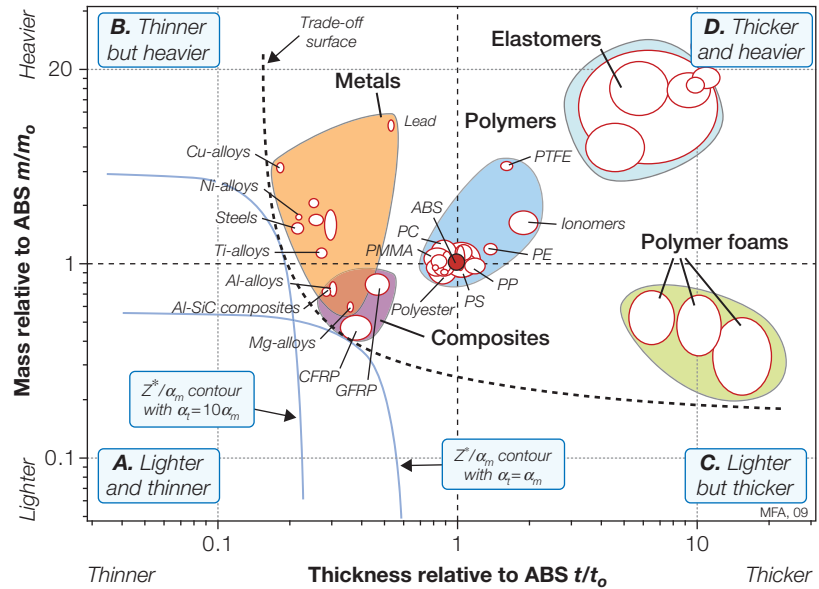 B. Thinner
but heavier
Trade-off
surface
D. Thicker
and heavier
Elastomers
Heavier
20
Metals
Lead
Polymers
Cu-alloys
PTFE
Ni-alloys
ABS
Steels
PC
Ionomers
Ti-alloys
PMMA
PE
Polymer foams
1
Al-alloys
PP
Al-SiC composites
Polyester
PS
Mg-alloys
Composites
CFRP
GFRP
Mass relative to ABS m/mo
Z*/αm contour
with αt=10αm
Z*/αm contour
with αt=αm
0.1
A. Lighter
and thinner
C. Lighter
but thicker
MFA, 09
Lighter
0.1
1
10
Thinner
Thickness relative to ABS t/to
Thicker